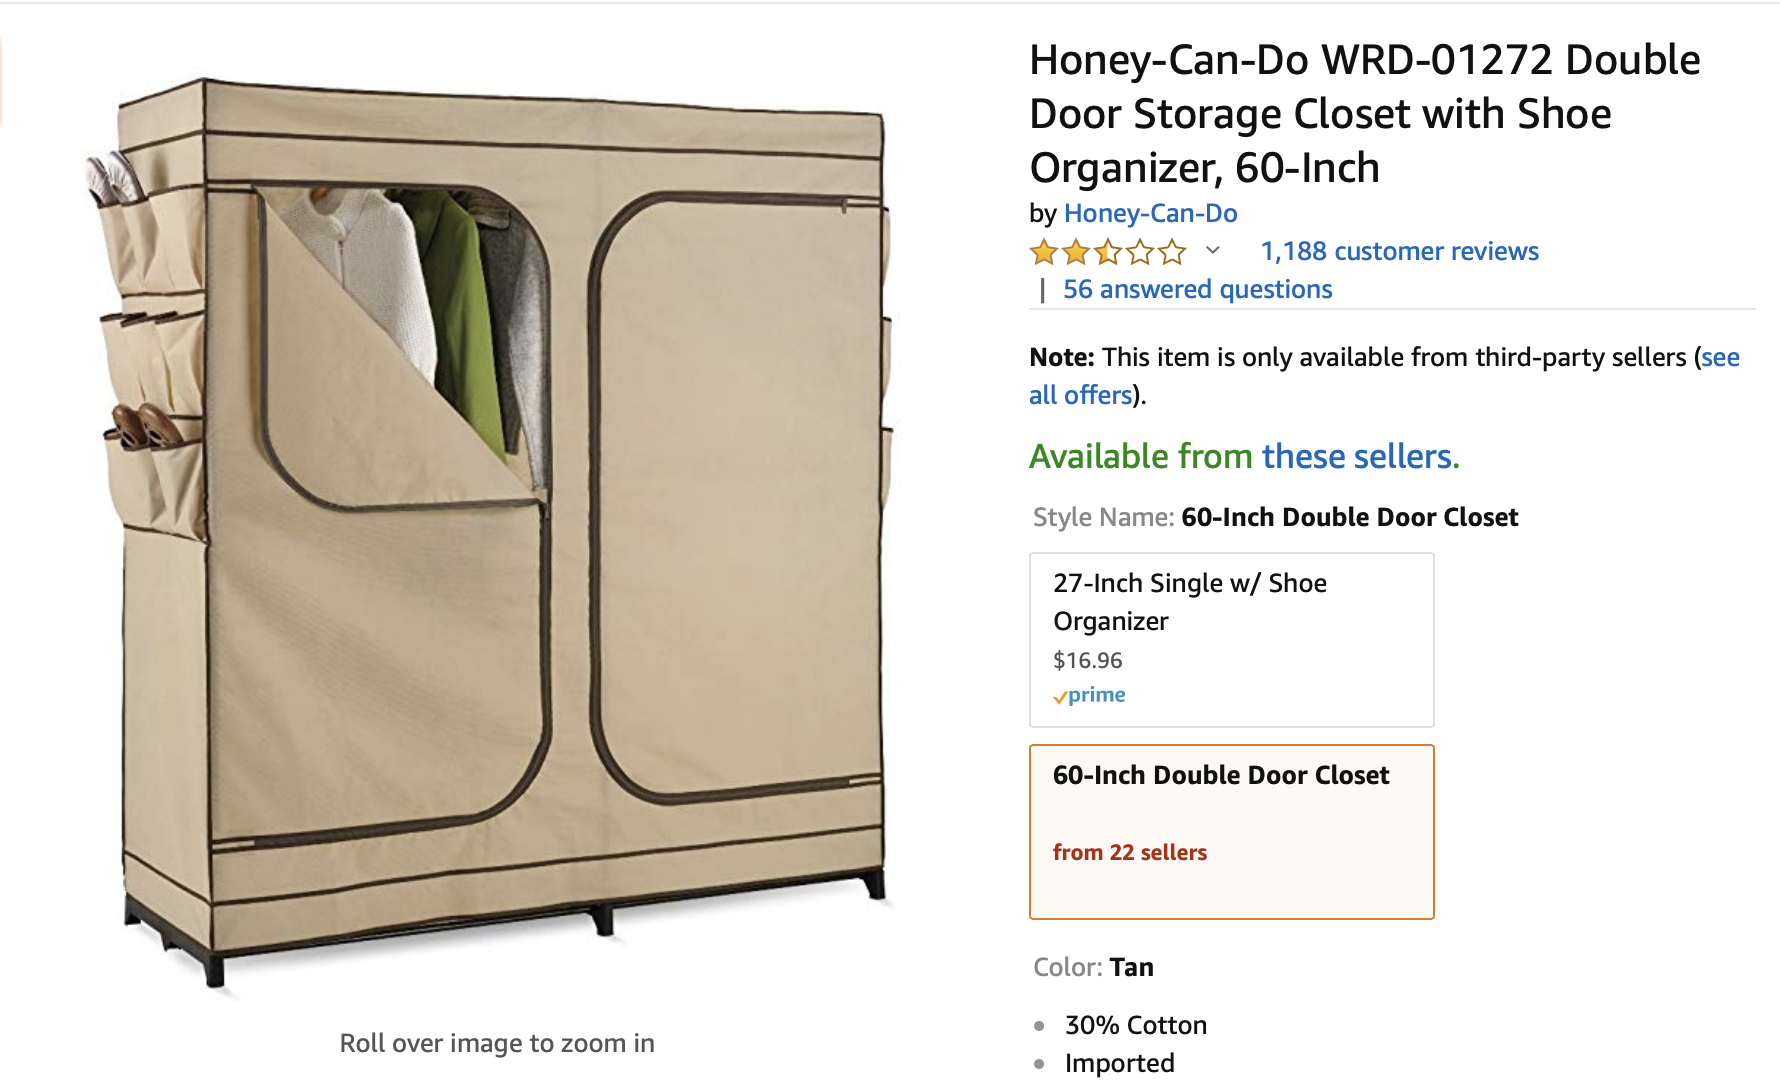 Honey-Can-Do WRD-01272 Double
Door Storage Closet with Shoe
Organizer, 60-Inch
by Honey-Can-Do
1,188 customer reviews
| 56 answered questions
Note: This item is only available from third-party sellers (see
all offers).
Available from these sellers.
Style Name: 60-Inch Double Door Closet
27-Inch Single w/ Shoe
Organizer
$16.96
prime
60-Inch Double Door Closet
from 22 sellers
Color: Tan
30% Cotton
Imported
Roll over image to zoom in